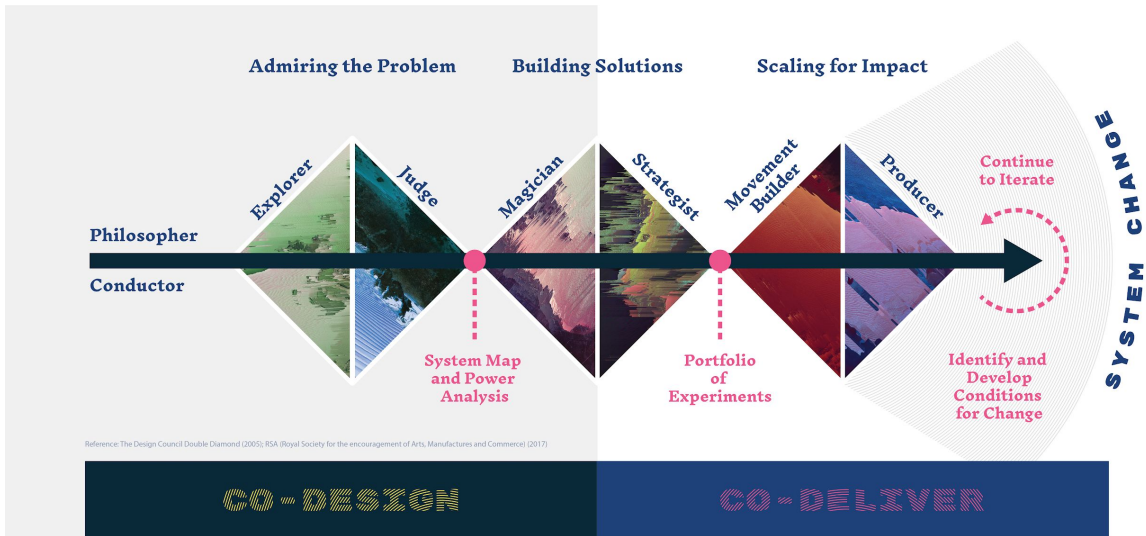 Admiring the Problem
Building Solutions
Scaling for Impact
Explorer
Judge
Magician
Strategist
Movement
Builder
Producer
Philosopher
Conductor
Continue
to Iterate
SYSTEM CHANGE
System Map
and Power
Analysis
Portfolio
of
Experiments
Identify and
Develop
Conditions
for Change
Reference: The Design Council Double Diamond (2005); RSA (Royal Society for the encouragement of Arts, Manufactures and Commerce) (2017)
CO-DESIGN
CO-DELIVER